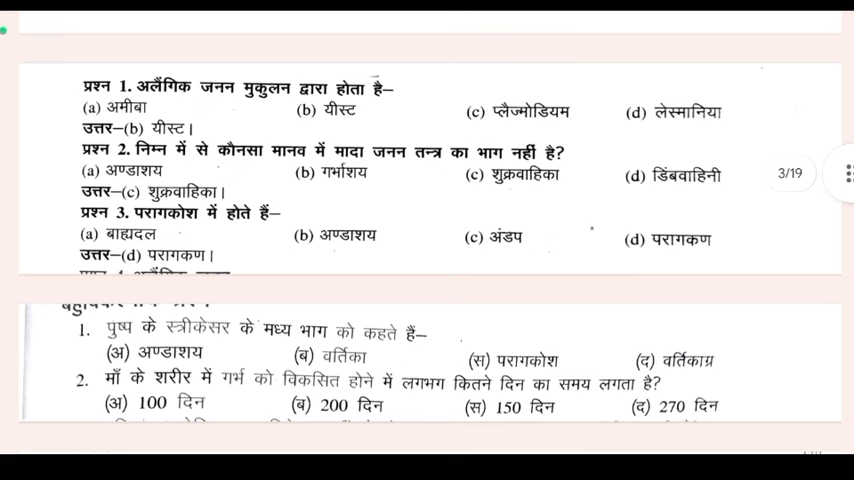 प्रश्न 1. अलैंगिक जनन मुकुलन द्वारा होता है–
(a) अमीबा (b) यीस्ट (c) प्लैज्मोडियम (d) लेस्मानिया
उत्तर–(b) यीस्ट।
प्रश्न 2. निम्न में से कौनसा मानव में मादा जनन तन्त्र का भाग नहीं है?
(a) अण्डाशय (b) गर्भाशय (c) शुक्रवाहिका (d) डिंबवाहिनी
उत्तर–(c) शुक्रवाहिका।
3/19
प्रश्न 3. परागकोश में होते हैं–
(a) बाह्यदल (b) अण्डाशय (c) अंडप (d) परागकण
उत्तर–(d) परागकण।
1. पुष्प के स्त्रीकेसर के मध्य भाग को कहते हैं–
(अ) अण्डाशय (ब) वर्तिका (स) परागकोश (द) वर्तिकाग्र
2. माँ के शरीर में गर्भ को विकसित होने में लगभग कितने दिन का समय लगता है?
(अ) 100 दिन (ब) 200 दिन (स) 150 दिन (द) 270 दिन